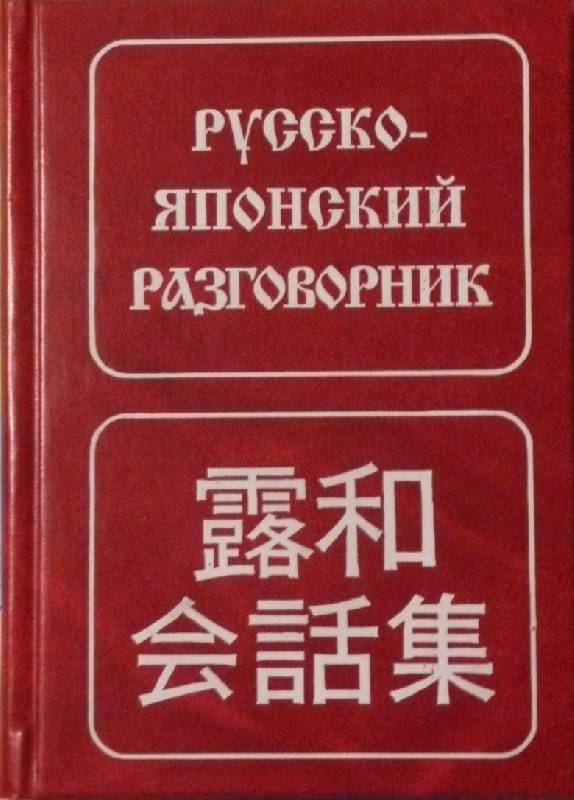 РУССКО-
ЯПОНСКИЙ
РАЗГОВОРНИК
露和
会話集